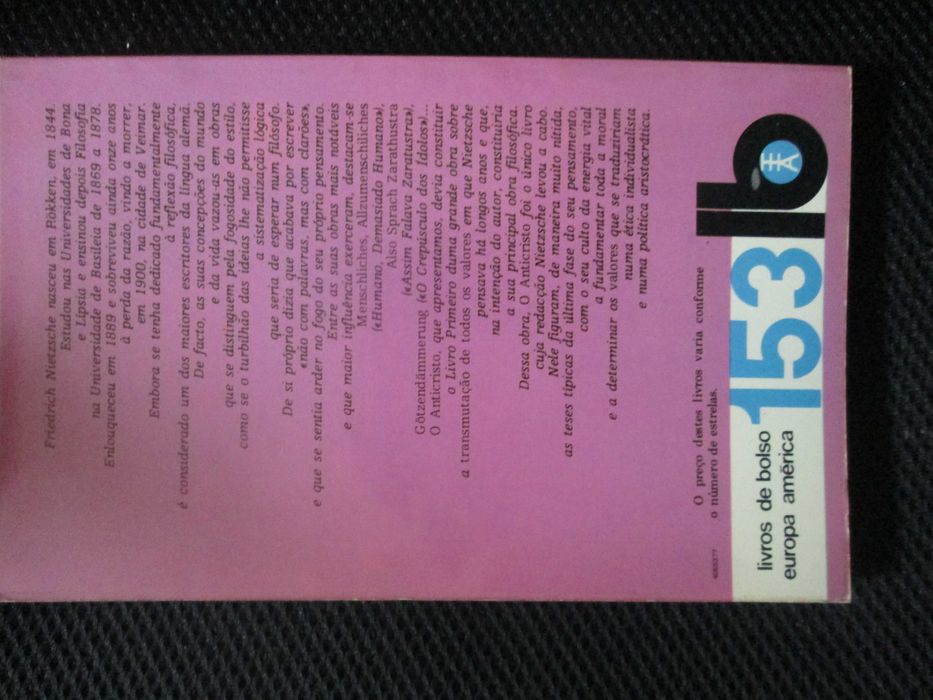 Friedrich Nietzsche nasceu em Pökken, em 1844.
Estudou nas Universidades de Bona
e Lípsia e ensinou depois Filosofia
na Universidade de Basileia de 1869 a 1878.
Enlouqueceu em 1889 e sobreviveu ainda onze anos
à perda da razão, vindo a morrer,
em 1900, na cidade de Veimar.
Embora se tenha dedicado fundamentalmente
à reflexão filosófica,
é considerado um dos maiores escritores da língua alemã.
De facto, as suas concepções do mundo
e da vida vazou-as em obras
que se distinguem pela fogosidade do estilo,
como se o turbilhão das ideias lhe não permitisse
a sistematização lógica
que seria de esperar num filósofo.
De si próprio dizia que acabava por escrever
«não com palavras, mas com clarões»,
e que se sentia arder no fogo do seu próprio pensamento.
Entre as suas obras mais notáveis
e que maior influência exerceram, destacam-se
Menschliches, Allzumenschliches
(«Humano, Demasiado Humano»),
Also Sprach Zarathustra
(«Assim Falava Zaratustra»),
Götzendämmerung («O Crepúsculo dos Ídolos»)...
O Anticristo, que apresentamos, devia constituir
o Livro Primeiro duma grande obra sobre
a transmutação de todos os valores em que Nietzsche
pensava há longos anos e que,
na intenção do autor, constituiria
a sua principal obra filosófica.
Dessa obra, O Anticristo foi o único livro
cuja redacção Nietzsche levou a cabo.
Nele figuram, de maneira muito nítida,
as teses típicas da última fase do seu pensamento,
com o seu culto da energia vital
a fundamentar toda a moral
e a determinar os valores que se traduziriam
numa ética individualista
e numa política aristocrática.
O preço destes livros varia conforme
o número de estrelas.
livros de bolso
europa américa
153
lb